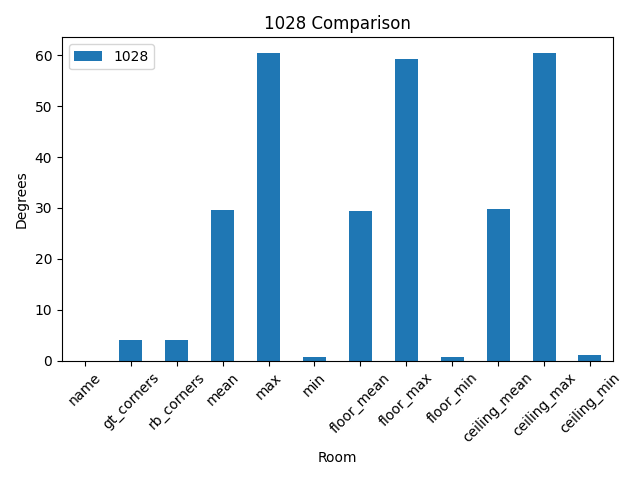 1028 Comparison
1028
60
50
40
30
20
10
0
Degrees
name
gt_corners
rb_corners
mean
max
min
floor_mean
floor_max
floor_min
ceiling_mean
ceiling_max
ceiling_min
Room